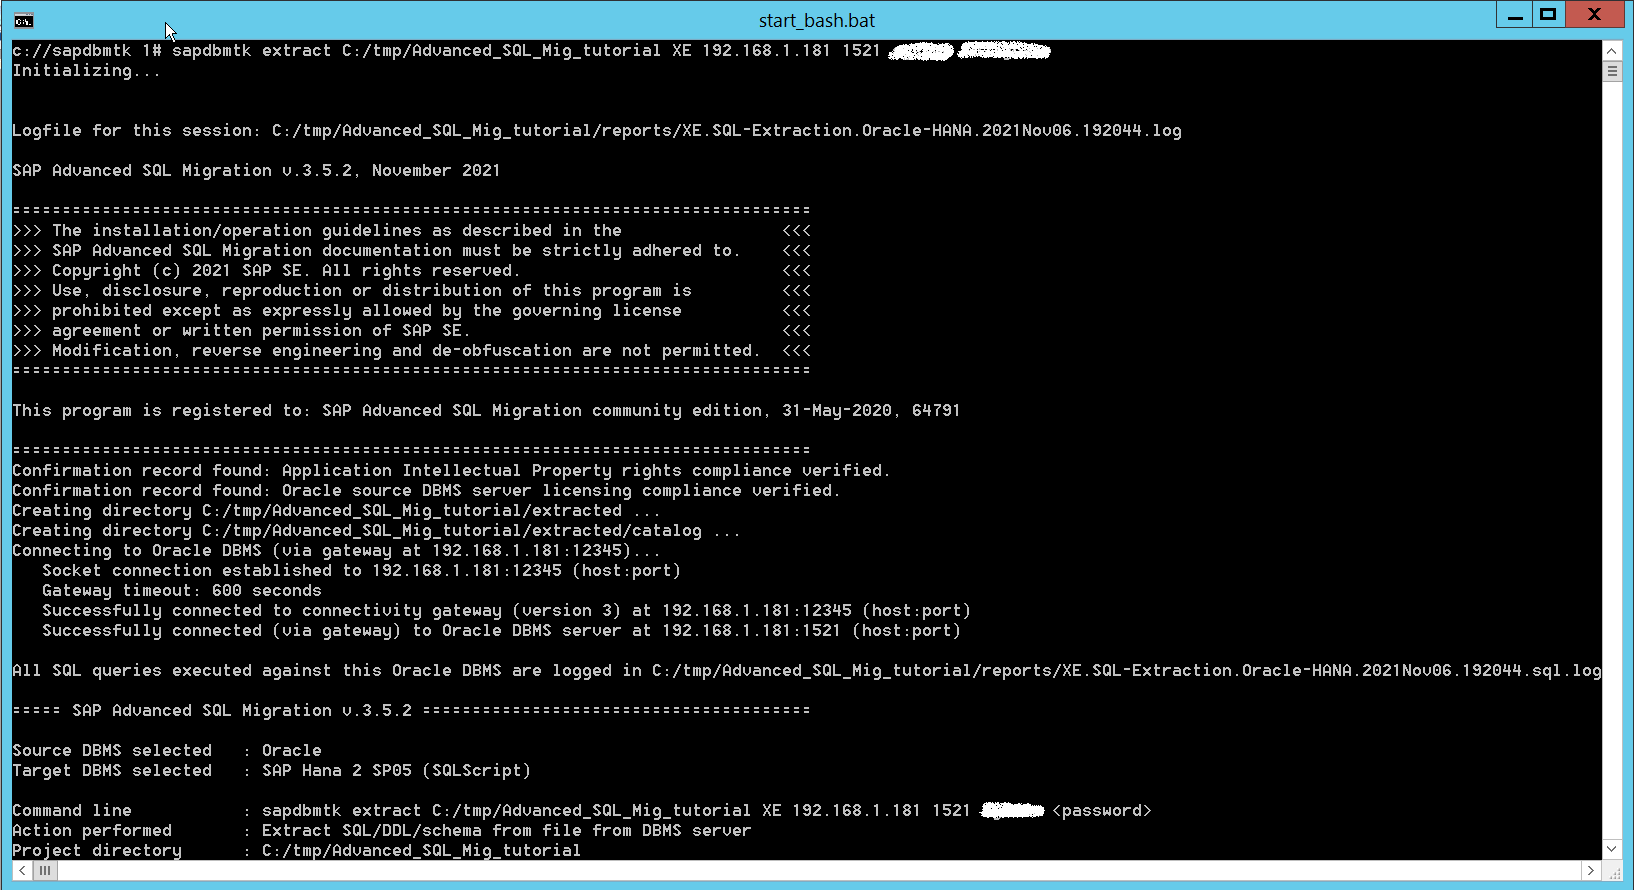 start_bash.bat
c://sapdbmtk 1# sapdbmtk extract C:/tmp/Advanced_SQL_Mig_tutorial XE 192.168.1.181 1521
Initializing...
Logfile for this session: C:/tmp/Advanced_SQL_Mig_tutorial/reports/XE.SQL-Extraction.Oracle-HANA.2021Nov06.192044.log
SAP Advanced SQL Migration v.3.5.2, November 2021
================================================================================
>>> The installation/operation guidelines as described in the                <<<
>>> SAP Advanced SQL Migration documentation must be strictly adhered to.    <<<
>>> Copyright (c) 2021 SAP SE. All rights reserved.                          <<<
>>> Use, disclosure, reproduction or distribution of this program is         <<<
>>> prohibited except as expressly allowed by the governing license          <<<
>>> agreement or written permission of SAP SE.                               <<<
>>> Modification, reverse engineering and de-obfuscation are not permitted.  <<<
================================================================================
This program is registered to: SAP Advanced SQL Migration community edition, 31-May-2020, 64791
================================================================================
Confirmation record found: Application Intellectual Property rights compliance verified.
Confirmation record found: Oracle source DBMS server licensing compliance verified.
Creating directory C:/tmp/Advanced_SQL_Mig_tutorial/extracted ...
Creating directory C:/tmp/Advanced_SQL_Mig_tutorial/extracted/catalog ...
Connecting to Oracle DBMS (via gateway at 192.168.1.181:12345)...
   Socket connection established to 192.168.1.181:12345 (host:port)
   Gateway timeout: 600 seconds
   Successfully connected to connectivity gateway (version 3) at 192.168.1.181:12345 (host:port)
   Successfully connected (via gateway) to Oracle DBMS server at 192.168.1.181:1521 (host:port)
All SQL queries executed against this Oracle DBMS are logged in C:/tmp/Advanced_SQL_Mig_tutorial/reports/XE.SQL-Extraction.Oracle-HANA.2021Nov06.192044.sql.log
===== SAP Advanced SQL Migration v.3.5.2 =======================================
Source DBMS selected   : Oracle
Target DBMS selected   : SAP Hana 2 SP05 (SQLScript)
Command line           : sapdbmtk extract C:/tmp/Advanced_SQL_Mig_tutorial XE 192.168.1.181 1521 <password>
Action performed       : Extract SQL/DDL/schema from file from DBMS server
Project directory      : C:/tmp/Advanced_SQL_Mig_tutorial